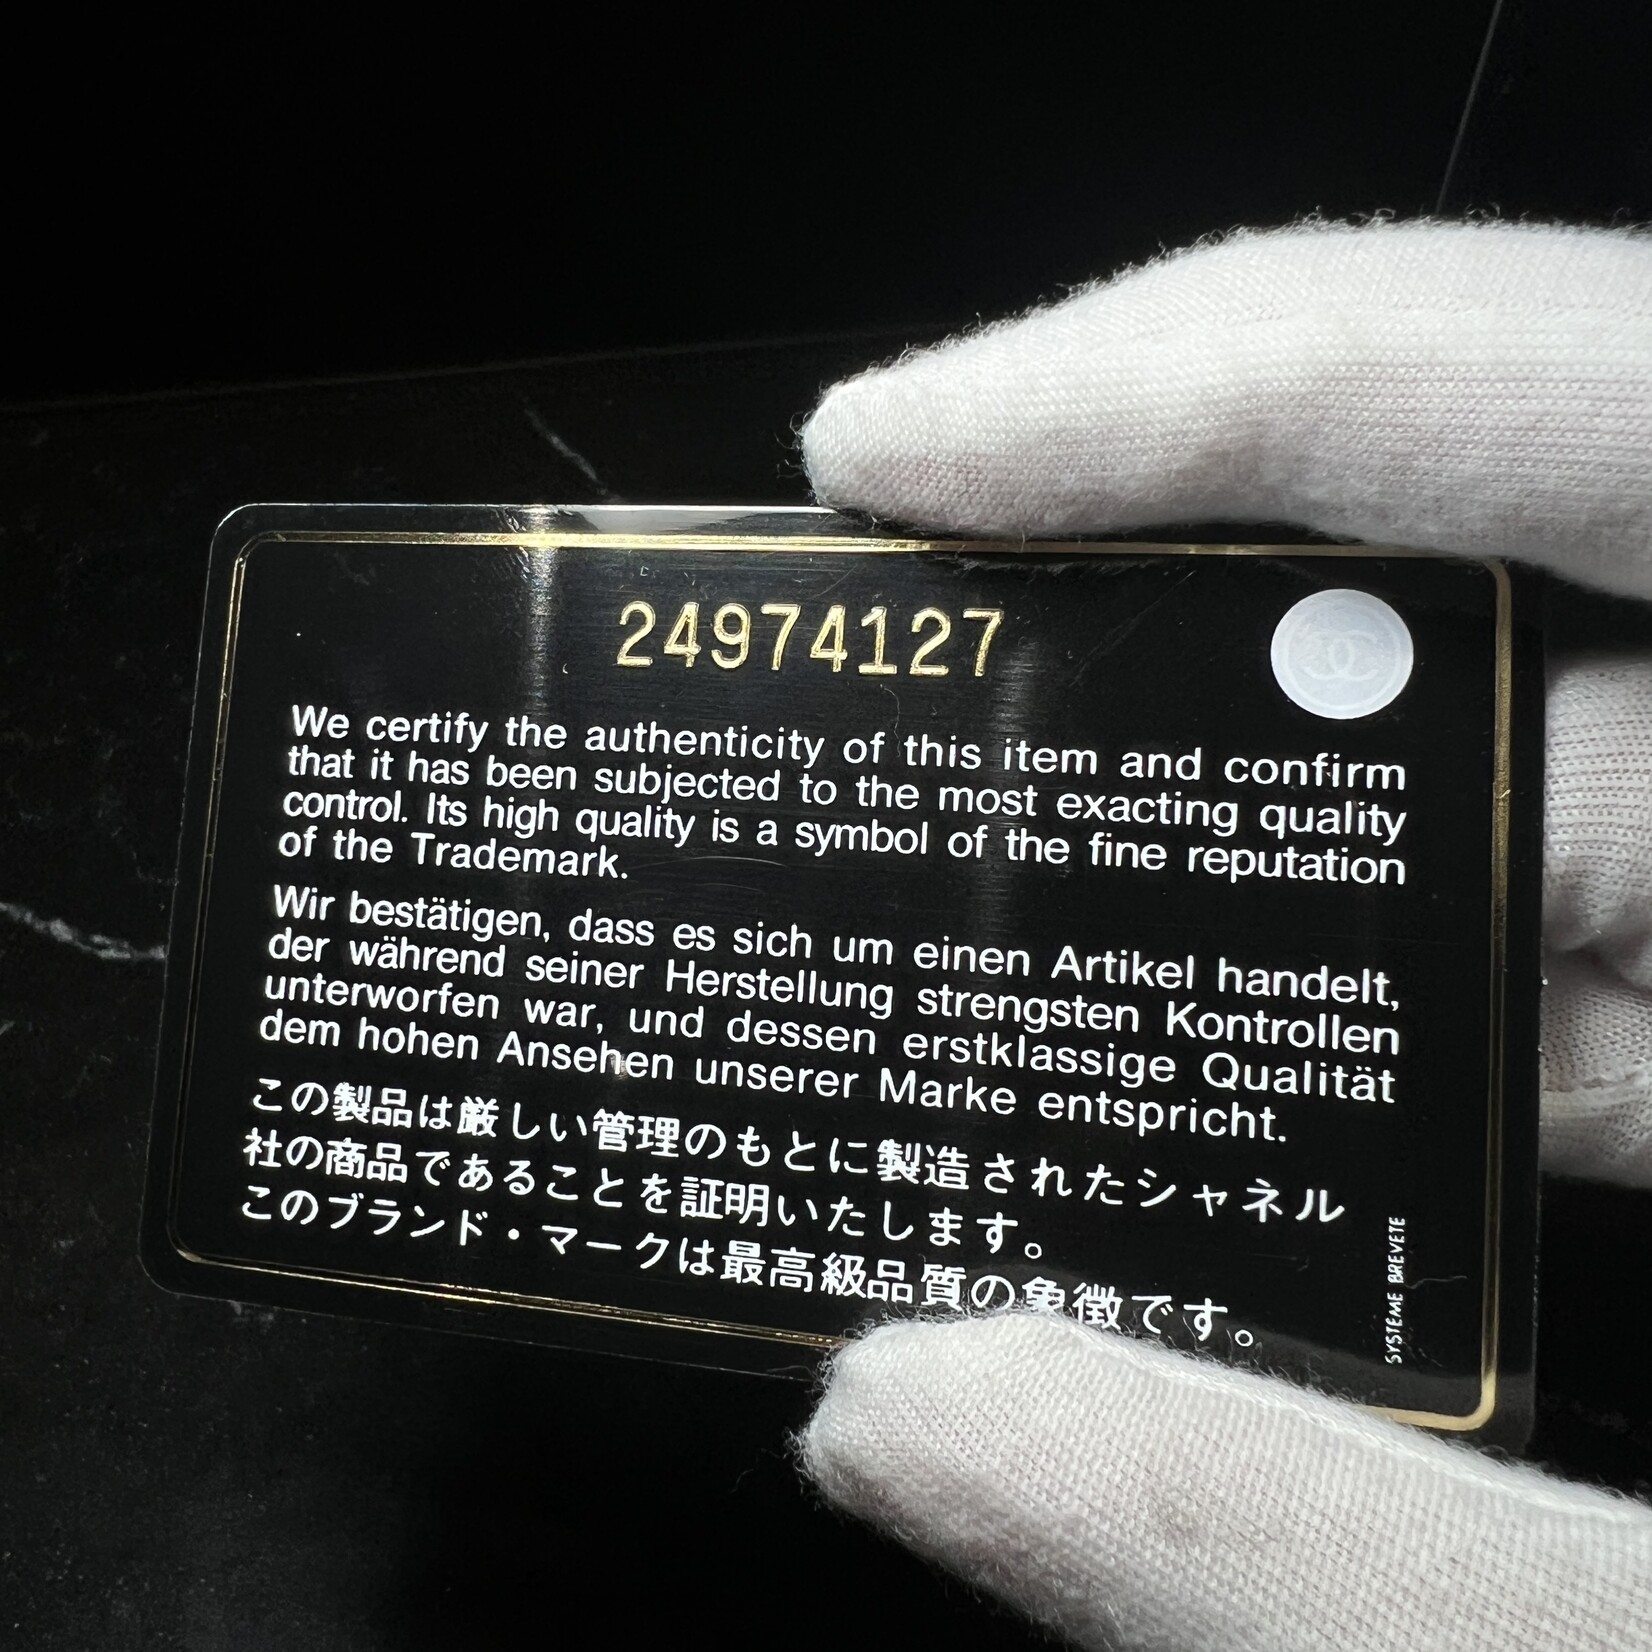 24974127
We certify the authenticity of this item and confirm
that it has been subjected to the most exacting quality
control. Its high quality is a symbol of the fine reputation
of the Trademark.
Wir bestätigen, dass es sich um einen Artikel handelt,
der während seiner Herstellung strengsten Kontrollen
unterworfen war, und dessen erstklassige Qualität
dem hohen Ansehen unserer Marke entspricht.
この製品は厳しい管理のもとに製造されたシャネル
社の商品であることを証明いたします。
このブランド・マークは最高級品質の象徴です。
SYSTEME BREVETE